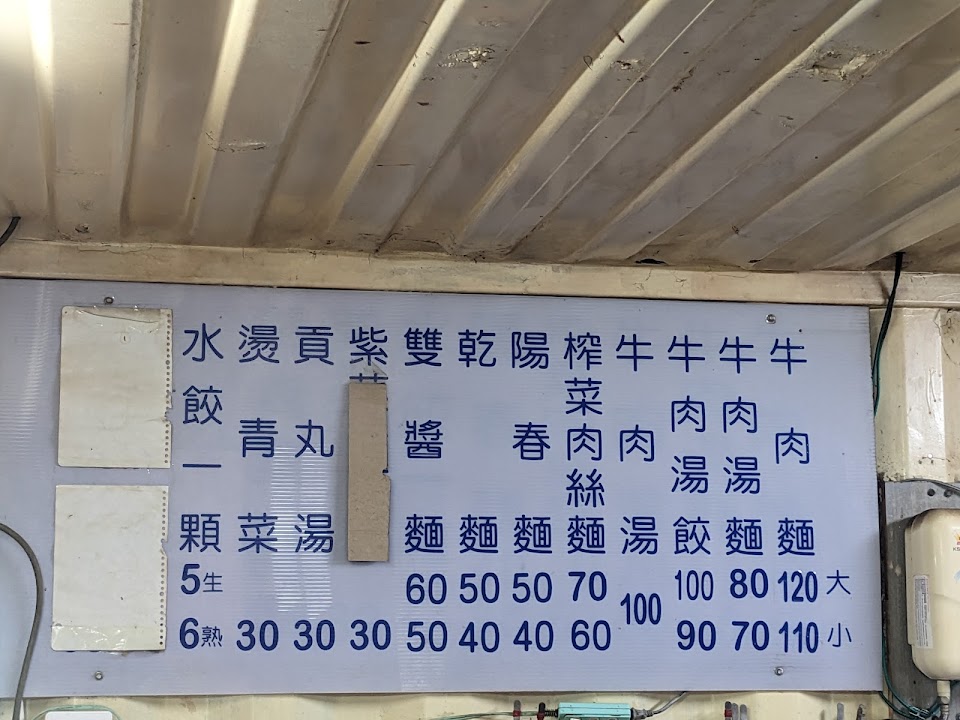 大 小
牛肉麵 120 110
牛肉湯麵 80 70
牛肉湯餃 100 90
牛肉湯 100
榨菜肉絲麵 70 60
陽春麵 50 40
乾麵 50 40
雙醬麵 60 50
紫 30
貢丸湯 30
燙青菜 30
水餃一顆 5生 6熟